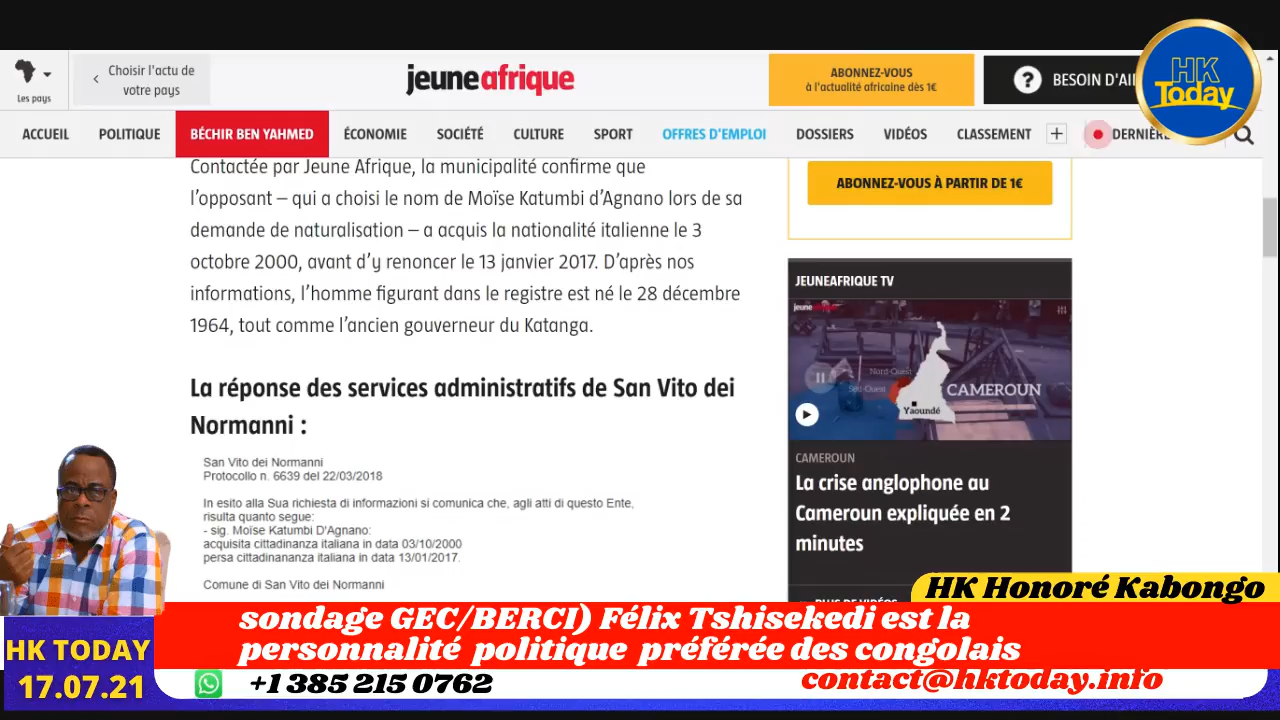 Choisir l'actu de
votre pays
Les pays
jeuneafrique
ABONNEZ-VOUS
à l'actualité africaine dès 1€
BESOIN D'AI
HK
Today
ACCUEIL POLITIQUE BÉCHIR BEN YAHMED ÉCONOMIE SOCIÉTÉ CULTURE SPORT OFFRES D'EMPLOI DOSSIERS VIDÉOS CLASSEMENT DERNIÈRE
Contactée par Jeune Afrique, la municipalité confirme que
l'opposant – qui a choisi le nom de Moïse Katumbi d'Agnano lors de sa
demande de naturalisation – a acquis la nationalité italienne le 3
octobre 2000, avant d'y renoncer le 13 janvier 2017. D'après nos
informations, l'homme figurant dans le registre est né le 28 décembre
1964, tout comme l'ancien gouverneur du Katanga.
La réponse des services administratifs de San Vito dei
Normanni :
San Vito dei Normanni
Protocollo n. 6639 del 22/03/2018
In esito alla Sua richiesta di informazioni si comunica che, agli atti di questo Ente,
risulta quanto segue:
- sig. Moïse Katumbi D'Agnano:
acquisita cittadinanza italiana in data 03/10/2000
persa cittadinananza italiana in data 13/01/2017.
Comune di San Vito dei Normanni
ABONNEZ-VOUS À PARTIR DE 1€
JEUNEAFRIQUE TV
jeuneafrique
Nord-Ouest
Sud-Ouest
CAMEROUN
Yaoundé
CAMEROUN
La crise anglophone au
Cameroun expliquée en 2
minutes
PLUS DE VIDÉOS
HK Honoré Kabongo
sondage GEC/BERCI) Félix Tshisekedi est la
personnalité politique préférée des congolais
HK TODAY
17.07.21
+1 385 215 0762
contact@hktoday.info